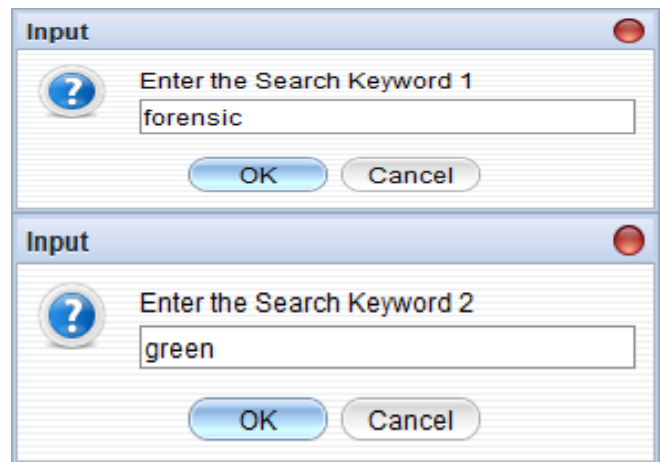 Input
Enter the Search Keyword 1
forensic
OK Cancel
Input
Enter the Search Keyword 2
green
OK Cancel